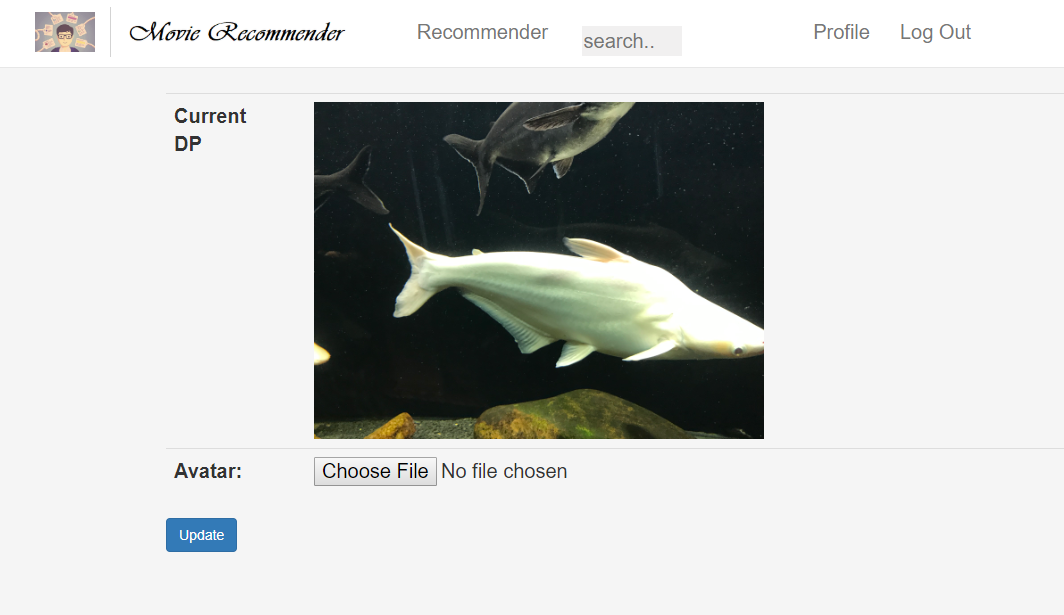 Movie Recommender
Recommender
search..
Profile
Log Out
Current
DP
Avatar:
Choose File No file chosen
Update